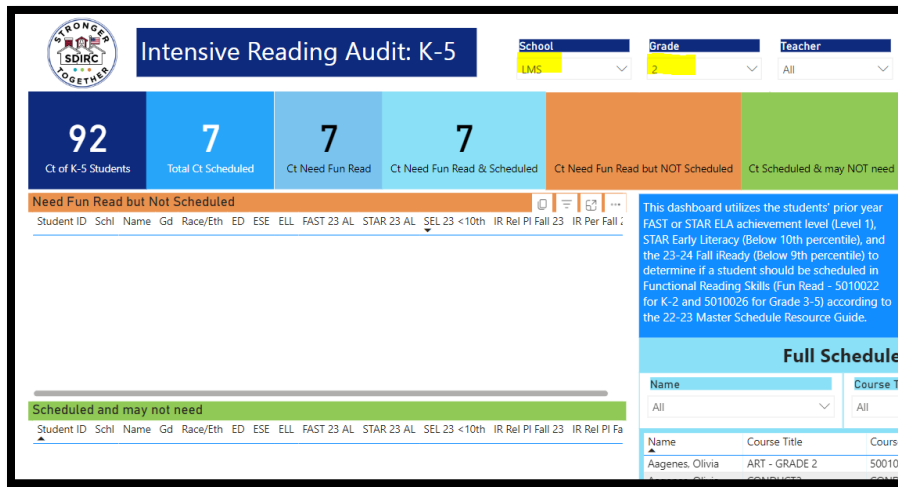 STRONGER
SDIRC
TOGETHER
Intensive Reading Audit: K-5
School
LMS
Grade
2
Teacher
All
92
Ct of K-5 Students
7
Total Ct Scheduled
7
Ct Need Fun Read
7
Ct Need Fun Read & Scheduled
Ct Need Fun Read but NOT Scheduled
Ct Scheduled & may NOT need
Need Fun Read but Not Scheduled
Student ID Schl Name Gd Race/Eth ED ESE ELL FAST 23 AL STAR 23 AL SEL 23 <10th IR Rel Pl Fall 23 IR Per Fall
This dashboard utilizes the students' prior year
FAST or STAR ELA achievement level (Level 1),
STAR Early Literacy (Below 10th percentile), and
the 23-24 Fall iReady (Below 9th percentile) to
determine if a student should be scheduled in
Functional Reading Skills (Fun Read - 5010022
for K-2 and 5010026 for Grade 3-5) according to
the 22-23 Master Schedule Resource Guide.
Full Schedule
Name
All
Course T
All
Scheduled and may not need
Student ID Schl Name Gd Race/Eth ED ESE ELL FAST 23 AL STAR 23 AL SEL 23 <10th IR Rel Pl Fall 23 IR Rel Pl Fa
Name Course Title Cours
Aagenes, Olivia ART - GRADE 2 50010